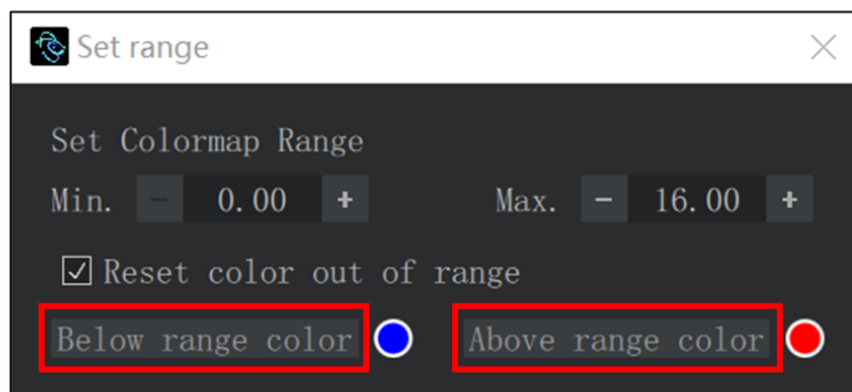 Set range
Set Colormap Range
Min. - 0.00 + Max. - 16.00 +
Reset color out of range
Below range color Above range color